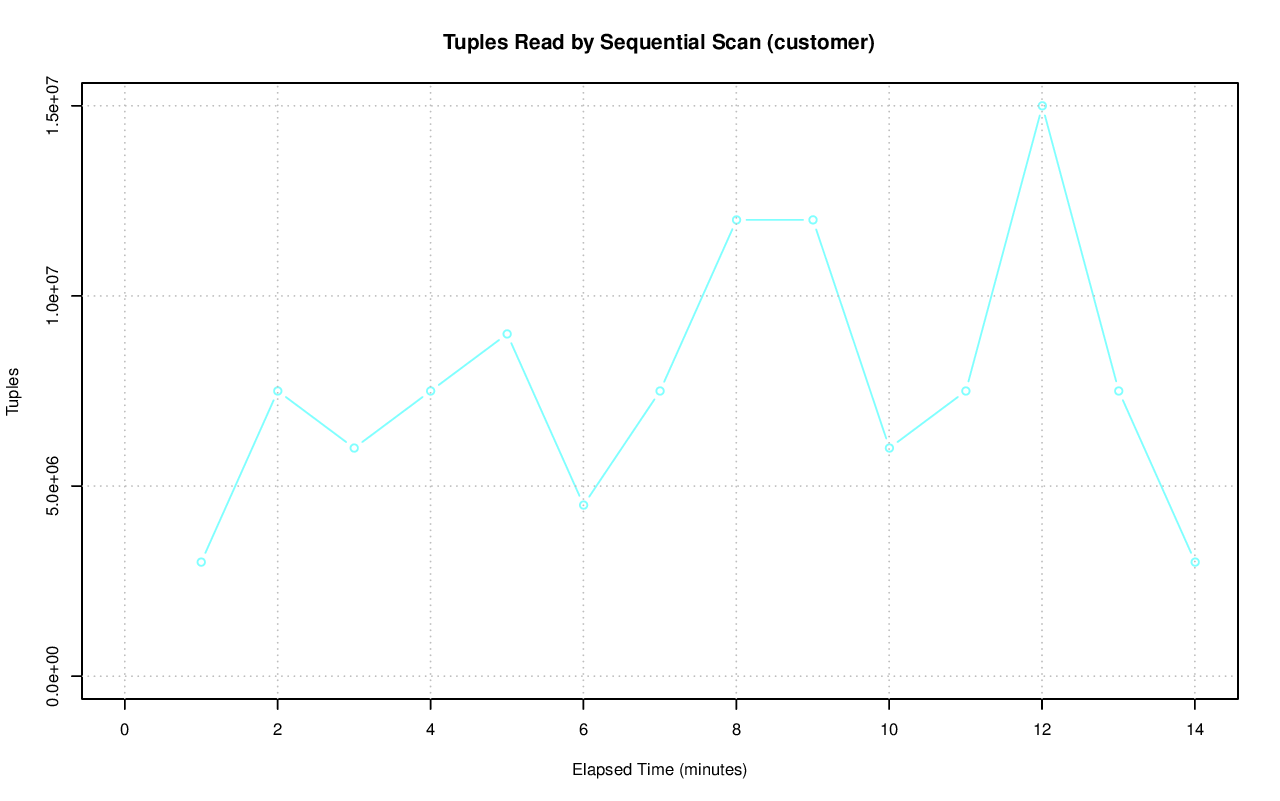 Tuples Read by Sequential Scan (customer)
1.5e+07
1.0e+07
5.0e+06
0.0e+00
Tuples
0 2 4 6 8 10 12 14
Elapsed Time (minutes)